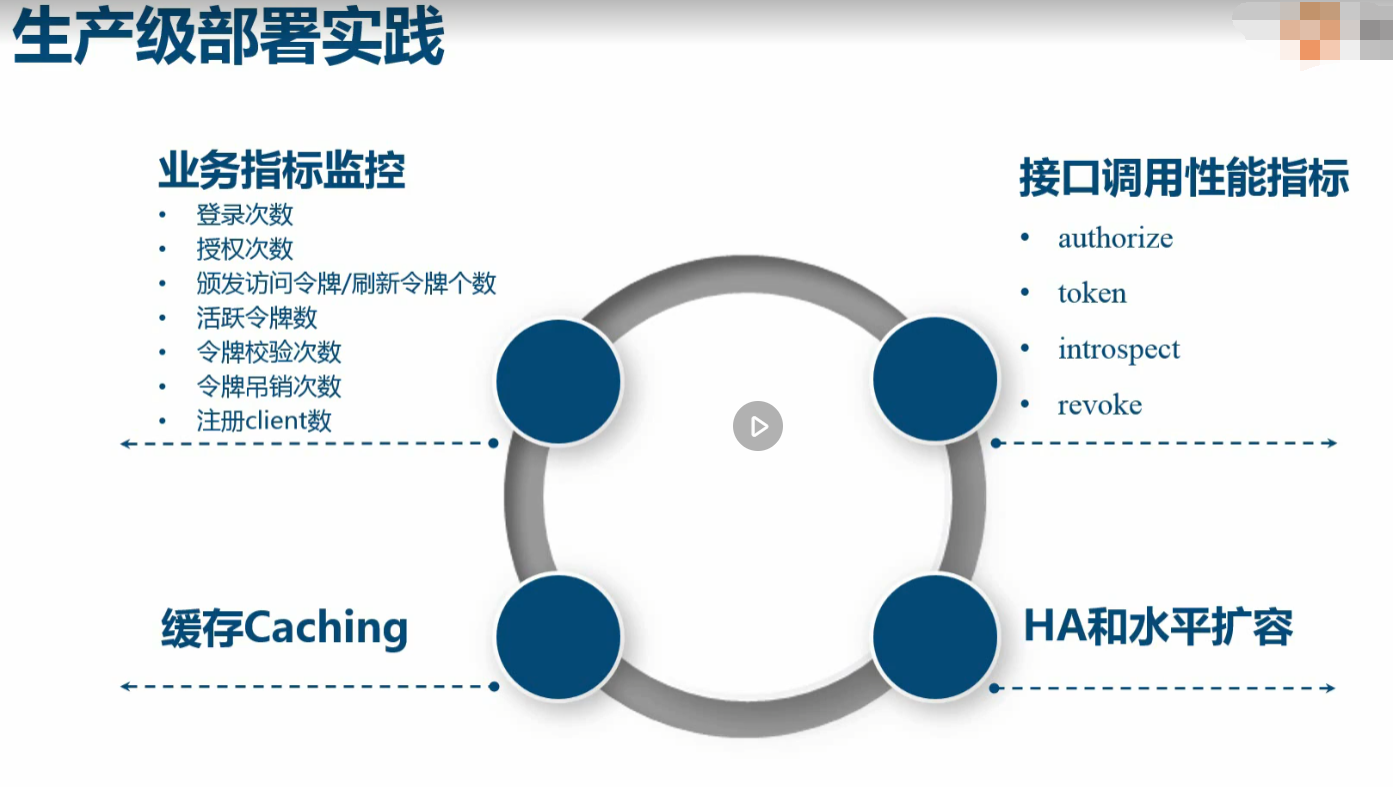 生产级部署实践
业务指标监控
• 登录次数
• 授权次数
• 颁发访问令牌/刷新令牌个数
• 活跃令牌数
• 令牌校验次数
• 令牌吊销次数
• 注册client数
接口调用性能指标
• authorize
• token
• introspect
• revoke
缓存Caching
HA和水平扩容